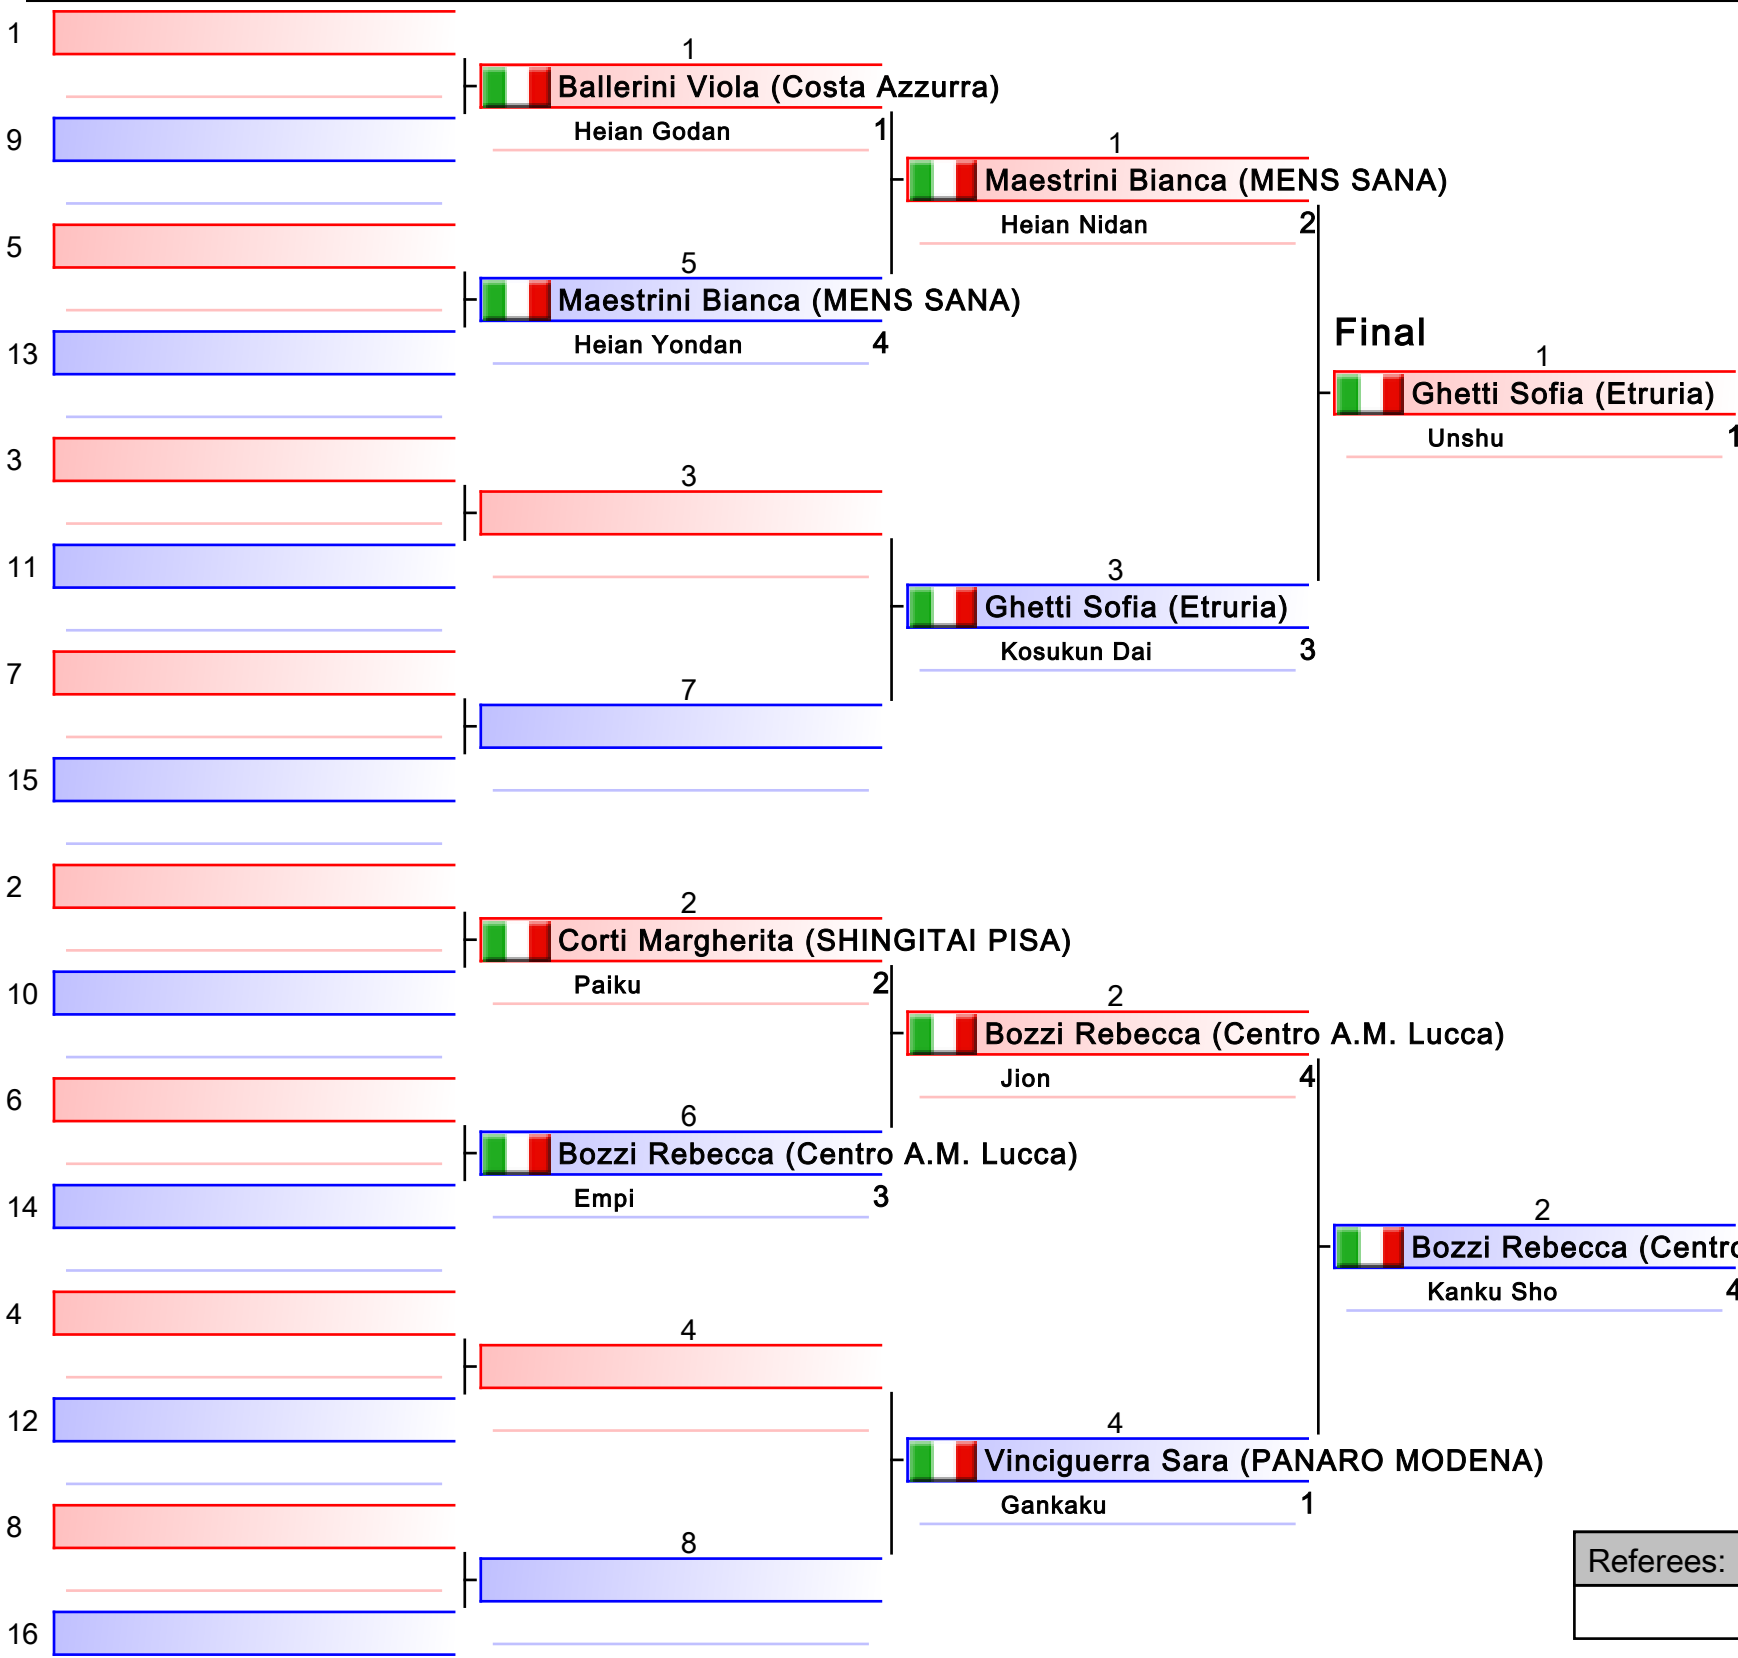 1
9
5
13
3
11
7
15
2
10
6
14
4
12
8
16
1
Ballerini Viola (Costa Azzurra)
Heian Godan 1
5
Maestrini Bianca (MENS SANA)
Heian Yondan 4
3
7
2
Corti Margherita (SHINGITAI PISA)
Paiku 2
6
Bozzi Rebecca (Centro A.M. Lucca)
Empi 3
4
8
1
Maestrini Bianca (MENS SANA)
Heian Nidan 2
3
Ghetti Sofia (Etruria)
Kosukun Dai 3
2
Bozzi Rebecca (Centro A.M. Lucca)
Jion 4
4
Vinciguerra Sara (PANARO MODENA)
Gankaku 1
Final
1
Ghetti Sofia (Etruria)
Unshu 1
2
Bozzi Rebecca (Centro
Kanku Sho 4
Referees: